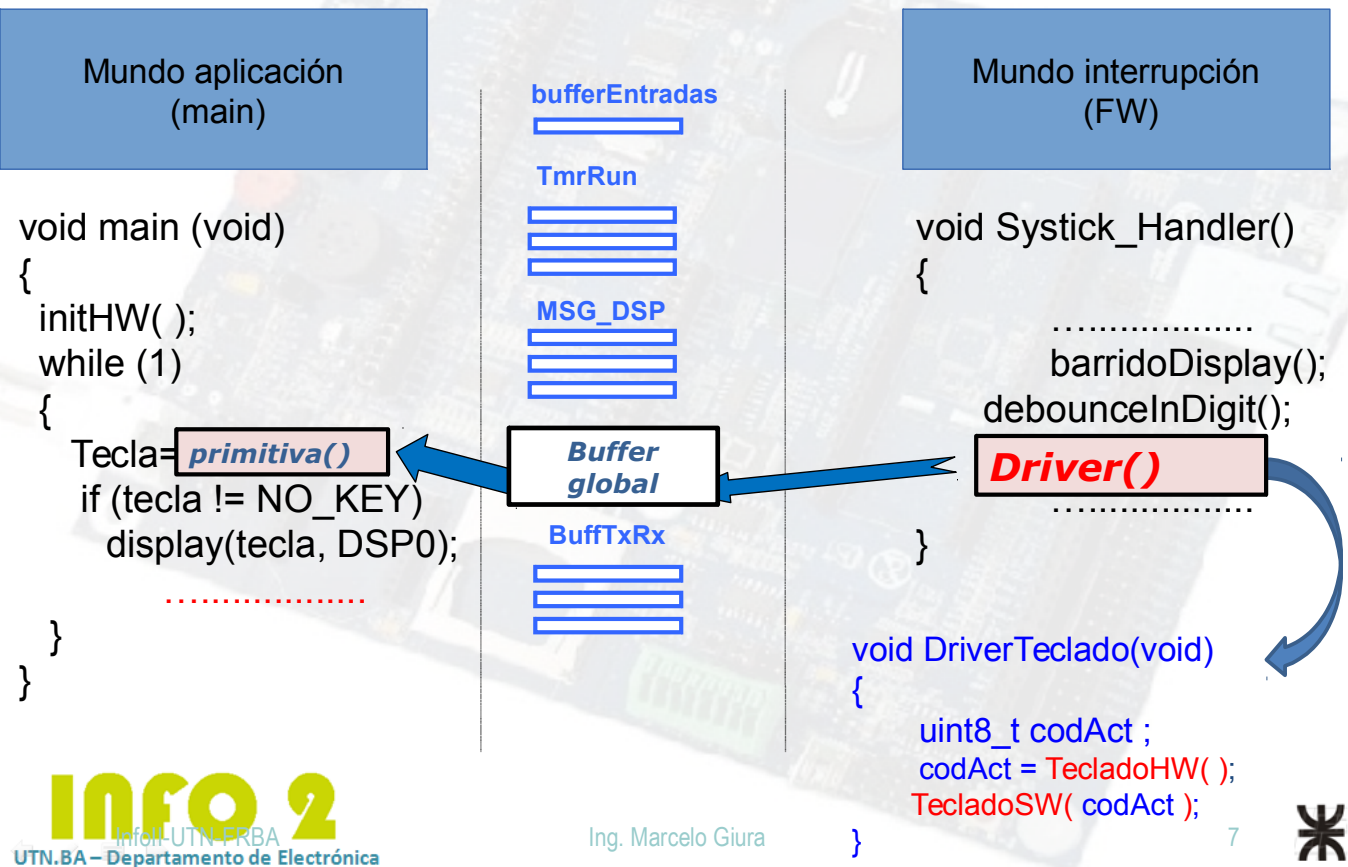 Mundo aplicación
(main)
void main (void)
{
initHW( );
while (1)
{
Tecla= primitiva()
if (tecla != NO_KEY)
display(tecla, DSP0);
…...............
}
}
bufferEntradas
TmrRun
MSG_DSP
Buffer
global
BuffTxRx
Mundo interrupción
(FW)
void Systick_Handler()
{
…...............
barridoDisplay();
debounceInDigit();
Driver()
…...............
}
void DriverTeclado(void)
{
uint8_t codAct ;
codAct = TecladoHW( );
TecladoSW( codAct );
}
INFO 2
InfoII-UTN-FRBA
UTN.BA – Departamento de Electrónica
Ing. Marcelo Giura
7